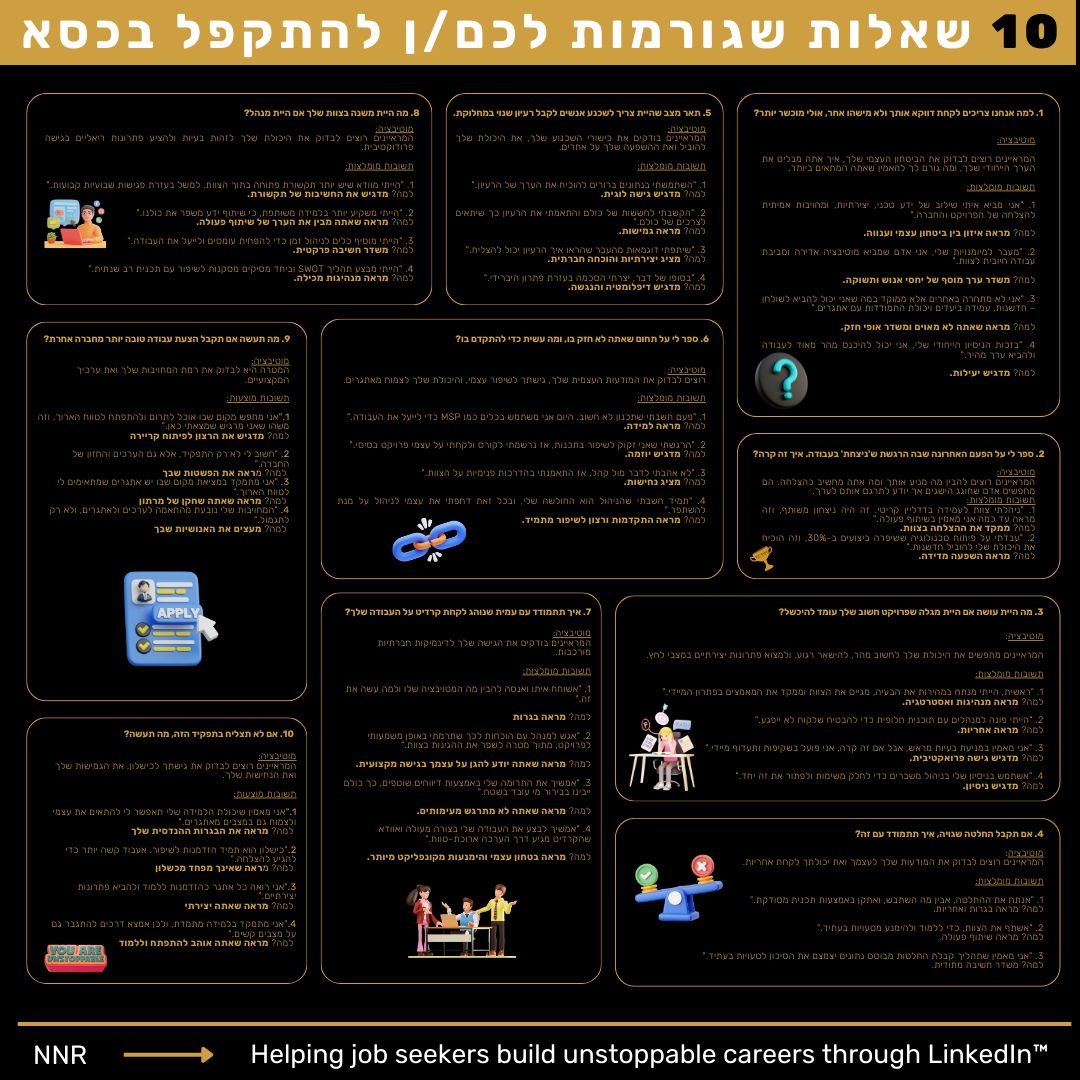 10 שאלות שגורמות לכם/ן להתקפל בכסא
1. למה אנחנו צריכים לקחת דווקא אותך ולא מישהו אחר, אולי מוכשר יותר?
מוטיבציה:
המראיינים רוצים לבדוק את הביטחון העצמי שלך, איך אתה מבליט את
הערך הייחודי שלך, ומה גורם לך להאמין שאתה המתאים ביותר.
תשובות מומלצות:
1. "אני מביא איתי שילוב של ידע טכני, יצירתיות, ומחויבות אמיתית
להצלחה של הפרויקט והחברה."
למה? מראה איזון בין ביטחון עצמי וענווה.
2. "מעבר למיומנויות שלי, אני אדם שמביא מוטיבציה אדירה וסביבת
עבודה חיובית לצוות."
למה? משדר ערך מוסף של יחסי אנוש ותשוקה.
3. "אני לא מתחרה באחרים אלא ממוקד במה שאני יכול להביא לשולחן
– חדשנות, עמידה ביעדים ויכולת התמודדות עם אתגרים."
למה? מראה שאתה לא מאוים ומשדר אופי חזק.
4. "בזכות הניסיון הייחודי שלי, אני יכול להיכנס מהר מאוד לעבודה
ולהביא ערך מהיר."
למה? מדגיש יעילות.
2. ספר לי על הפעם האחרונה שבה הרגשת ש'ניצחת' בעבודה. איך זה קרה?
מוטיבציה:
המראיינים רוצים להבין מה מניע אותך ומה אתה מחשיב כהצלחה. הם
מחפשים אדם שחוגג הישגים אך יודע לתרגם אותם לערך.
תשובות מומלצות:
1. "ניהלתי צוות לעמידה בדדליין קריטי. זה היה ניצחון משותף, וזה
מראה עד כמה אני מאמין בשיתוף פעולה."
למה? ממקד את ההצלחה בצוות.
2. "עבדתי על פיתוח טכנולוגיה ששיפרה ביצועים ב-30%, וזה הוכיח
את היכולת שלי להוביל חדשנות."
למה? מראה השפעה מדידה.
3. מה היית עושה אם היית מגלה שפרויקט חשוב שלך עומד להיכשל?
מוטיבציה:
המראיינים מחפשים את היכולת שלך לחשוב מהר, להישאר רגוע, ולמצוא פתרונות יצירתיים במצבי לחץ.
תשובות מומלצות:
1. "ראשית, הייתי מנתח במהירות את הבעיה, מגייס את הצוות וממקד את המאמצים בפתרון המיידי."
למה? מראה מנהיגות ואסטרטגיה.
2. "הייתי פונה למנהלים עם תוכנית חלופית כדי להבטיח שלקוח לא ייפגע."
למה? מראה אחריות.
3. "אני מאמין במניעת בעיות מראש, אבל אם זה קרה, אני פועל בשקיפות ותעדוף מיידי."
למה? מדגיש גישה פרואקטיבית.
4. "אשתמש בניסיון שלי בניהול משברים כדי לחלק משימות ולפתור את זה יחד."
למה? מדגיש ניסיון.
4. אם תקבל החלטה שגויה, איך תתמודד עם זה?
מוטיבציה:
המראיינים רוצים לבדוק את המודעות שלך לעצמך ואת יכולתך לקחת אחריות.
תשובות מומלצות:
1. "אנתח את ההחלטה, אבין מה השתבש, ואתקן באמצעות תכנית מסודקת."
למה? מראה בגרות ואחריות.
2. "אשתף את הצוות, כדי ללמוד ולהימנע מטעויות בעתיד."
למה? מראה שיתוף פעולה.
3. "אני מאמין שתהליך קבלת החלטות מבוסס נתונים יצמצם את הסיכון לטעויות בעתיד."
למה? משדר חשיבה מתודית.
5. תאר מצב שהיית צריך לשכנע אנשים לקבל רעיון שנוי במחלוקת.
מוטיבציה:
המראיינים בודקים את כישורי השכנוע שלך, את היכולת שלך
להוביל ואת ההשפעה שלך על אחרים.
תשובות מומלצות:
1. "השתמשתי בנתונים ברורים להוכיח את הערך של הרעיון."
למה? מדגיש גישה לוגית.
2. "הקשבתי לחששות של כולם והתאמתי את הרעיון כך שיתאים
לצרכים של כולם."
למה? מראה גמישות.
3. "שיתפתי דוגמאות מהעבר שהראו איך הרעיון יכול להצליח."
למה? מציג יצירתיות והוכחה חברתית.
4. "בסופו של דבר, יצרתי הסכמה בעזרת פתרון היברידי."
למה? מדגיש דיפלומטיה והנגשה.
6. ספר לי על תחום שאתה לא חזק בו, ומה עשית כדי להתקדם בו?
מוטיבציה:
רוצים לבדוק את המודעות העצמית שלך, גישתך לשיפור עצמי, והיכולת שלך לצמוח מאתגרים.
תשובות מומלצות:
1. "פעם חשבתי שתכנון לא חשוב. היום אני משתמש בכלים כמו MSP כדי לייעל את העבודה."
למה? מראה למידה.
2. "הרגשתי שאני זקוק לשיפור בתכנות, אז נרשמתי לקורס ולקחתי על עצמי פרויקט בסיסי."
למה? מדגיש יוזמה.
3. "לא אהבתי לדבר מול קהל, אז התאמנתי בהדרכות פנימיות על הצוות."
למה? מציג נחישות.
4. "תמיד חשבתי שהניהול הוא החולשה שלי, ובכל זאת דחפתי את עצמי לניהול על מנת
להשתפר."
למה? מראה התקדמות ורצון לשיפור מתמיד.
7. איך תתמודד עם עמית שנוהג לקחת קרדיט על העבודה שלך?
מוטיבציה:
המראיינים בודקים את הגישה שלך לדינמיקות חברתיות
מורכבות.
תשובות מומלצות:
1. "אשוחח איתו ואנסה להבין מה המטויבציה שלו ולמה עשה את
זה."
למה? מראה בגרות
2. "אגש למנהל עם הוכחות לכך שתרמתי באופן משמעותי
לפרויקט, מתוך מטרה לשפר את ההגינות בצוות."
למה? מראה שאתה יודע להגן על עצמך בגישה מקצועית.
3. "אמשיך את התרומה שלי באמצעות דיווחים שוטפים, כך כולם
יבינו בבירור מי עובד בשטח."
למה? מראה שאתה לא מתרגש מעימותים.
4. "אמשיך לבצע את העבודה שלי בצורה מעולה ואוודא
שהקרדיט מגיע דרך הערכה ארוכת-טווח."
למה? מראה בטחון עצמי והימנעות מקונפליקט מיותר.
8. מה היית משנה בצוות שלך אם היית מנהל?
מוטיבציה:
המראיינים רוצים לבדוק את היכולת שלך לזהות בעיות ולהציע פתרונות ריאליים בגישה
פרודוקטיבית.
תשובות מומלצות:
1. "הייתי מוודא שיש יותר תקשורת פתוחה בתוך הצוות, למשל בעזרת פגישות שבועיות קבועות."
למה? מדגיש את החשיבות של תקשורת.
2. "הייתי משקיע יותר בלמידה משותפת, כי שיתוף ידע משפר את כולנו."
למה? מראה שאתה מבין את הערך של שיתוף פעולה.
3. "הייתי מוסיף כלים לניהול זמן כדי להפחית עומסים ולייעל את העבודה."
למה? משדר חשיבה פרקטית.
4. "הייתי מבצע תהליך SWOT וביחד מסיקים מסקנות לשיפור עם תכנית רב שנתית."
למה? מראה מנהיגות מכילה.
9. מה תעשה אם תקבל הצעת עבודה טובה יותר מחברה אחרת?
מוטיבציה:
המטרה היא לבדוק את רמת המחויבות שלך ואת ערכיך
המקצועיים.
תשובות מוצעות:
1."אני מחפש מקום שבו אוכל לתרום ולהתפתח לטווח הארוך, וזה
משהו שאני מרגיש שמצאתי כאן."
למה? מדגיש את הרצון לפיתוח קריירה
2. "חשוב לי לא רק התפקיד, אלא גם הערכים והחזון של
החברה."
למה? מראה את הפשטות שבך
3. "אני מתמקד במציאת מקום שבו יש אתגרים שמתאימים לי
לטווח הארוך."
למה? מראה שאתה שחקן של מרתון
4. "המחויבות שלי נובעת מהתאמה לערכים ולאתגרים, ולא רק
לתגמול."
למה? מעצים את האנושיות שבך
APPLY
10. אם לא תצליח בתפקיד הזה, מה תעשה?
מוטיבציה:
המראיינים רוצים לבדוק את גישתך לכישלון, את הגמישות שלך
ואת הנחישות שלך.
תשובות מוצעות:
1."אני מאמין שיכולת הלמידה שלי תאפשר לי להתאים את עצמי
ולצמוח גם במצבים מאתגרים."
למה? מראה את הבגרות ההנדסית שלך
2."כישלון הוא תמיד הזדמנות לשיפור. אעבוד קשה יותר כדי
להגיע להצלחה."
למה? מראה שאינך מפחד מכשלון
3."אני רואה כל אתגר כהזדמנות ללמוד ולהביא פתרונות
יצירתיים."
למה? מראה שאתה יצירתי
4."אני מתמקד בלמידה מתמדת, ולכן אמצא דרכים להתגבר גם
על מצבים קשים."
למה? מראה שאתה אוהב להתפתח וללמוד
YOU ARE
UNSTOPPABLE
NNR
Helping job seekers build unstoppable careers through LinkedIn™